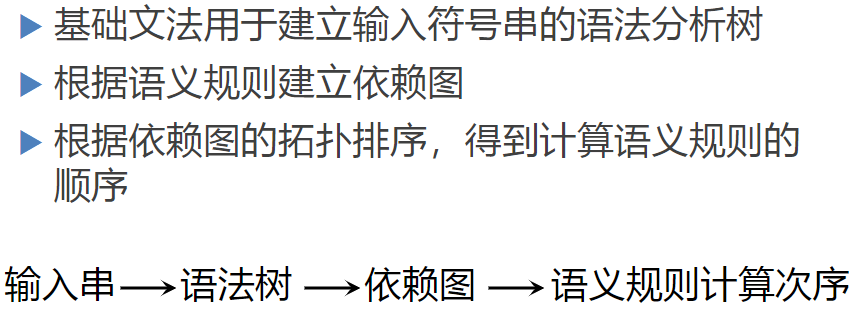 ▶ 基础文法用于建立输入符号串的语法分析树
▶ 根据语义规则建立依赖图
▶ 根据依赖图的拓扑排序，得到计算语义规则的
顺序
输入串→语法树→依赖图→语义规则计算次序